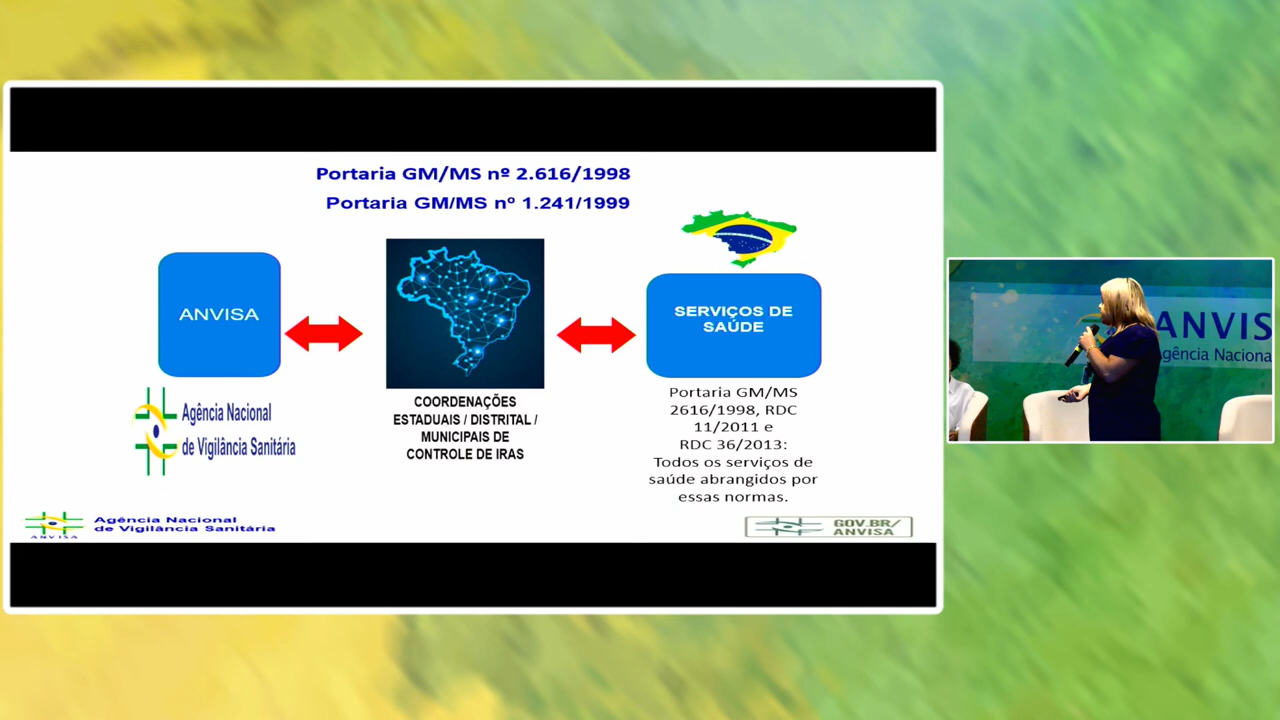 Portaria GM/MS nº 2.616/1998
Portaria GM/MS nº 1.241/1999
ANVISA
SERVIÇOS DE
SAÚDE
Agência Nacional
de Vigilância Sanitária
COORDENAÇÕES
ESTADUAIS / DISTRITAL /
MUNICIPAIS DE
CONTROLE DE IRAS
Portaria GM/MS
2616/1998, RDC
11/2011 e
RDC 36/2013:
Todos os serviços de
saúde abrangidos por
essas normas.
ANVISA
Agência Nacional
de Vigilância Sanitária
GOV.BR/
ANVISA
ANVIS
gência Naciona